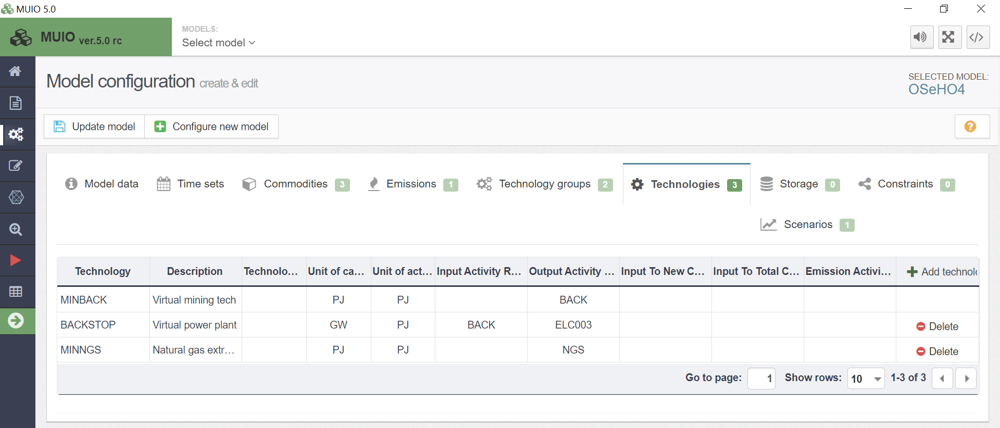 MUIO 5.0
MUIO ver.5.0 rc
MODELS:
Select model
Model configuration create & edit
SELECTED MODEL:
OSeHO4
Update model
Configure new model
Model data
Time sets
Commodities 3
Emissions 1
Technology groups 2
Technologies 3
Storage 0
Constraints 0
Scenarios 1
Technology Description Technolo... Unit of ca... Unit of act... Input Activity R... Output Activity ... Input To New C... Input To Total C... Emission Activi... Add technol
MINBACK Virtual mining tech PJ PJ BACK
BACKSTOP Virtual power plant GW PJ BACK ELC003 Delete
MINNGS Natural gas extr... PJ PJ NGS Delete
Go to page: 1 Show rows: 10 1-3 of 3